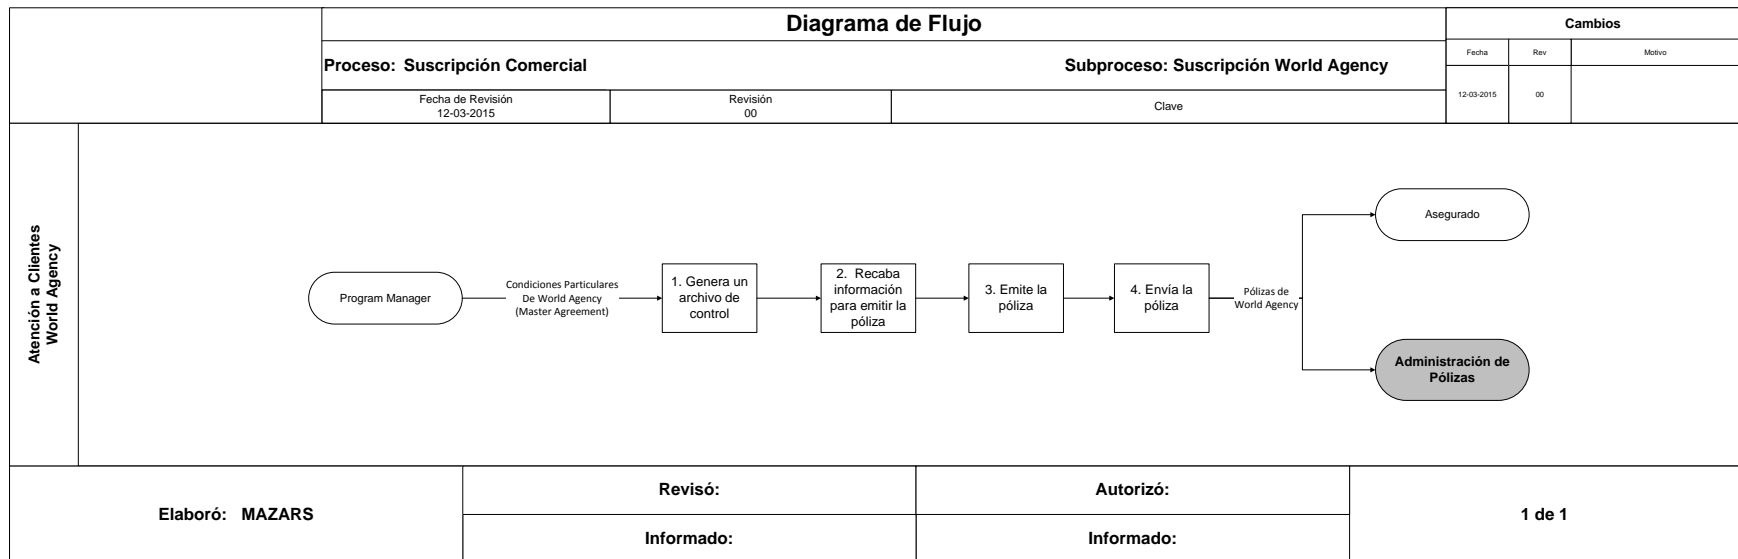 Diagrama de Flujo
Cambios
Fecha
Rev
Motivo
Proceso: Suscripción Comercial
Subproceso: Suscripción World Agency
12-03-2015
00
Fecha de Revisión
12-03-2015
Revisión
00
Clave
Atención a Clientes
World Agency
Program Manager
Condiciones Particulares
De World Agency
(Master Agreement)
1. Genera un
archivo de
control
2. Recaba
información
para emitir la
póliza
3. Emite la
póliza
4. Envía la
póliza
Pólizas de
World Agency
Asegurado
Administración de
Pólizas
Elaboró: MAZARS
Revisó:
Autorizó:
Informado:
Informado:
1 de 1